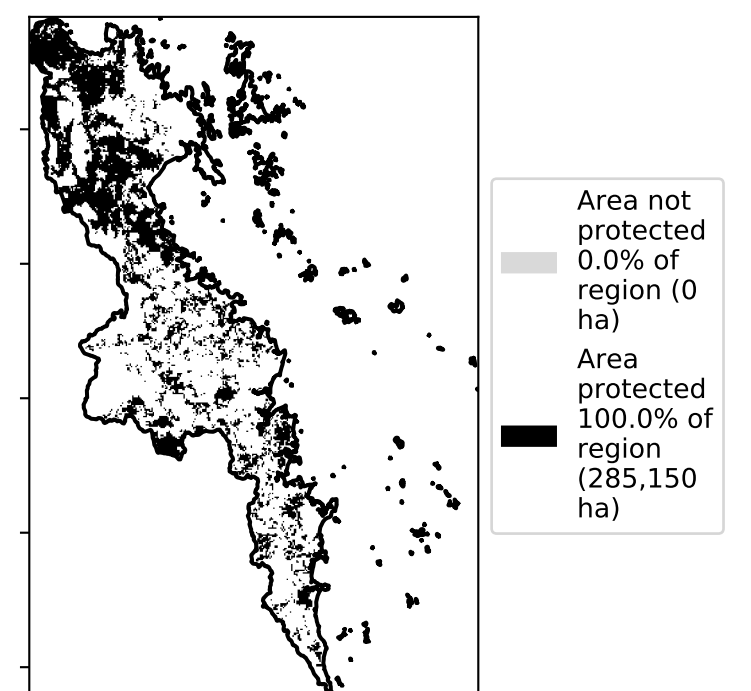 Area not
protected
0.0% of
region (0
ha)
Area
protected
100.0% of
region
(285,150
ha)